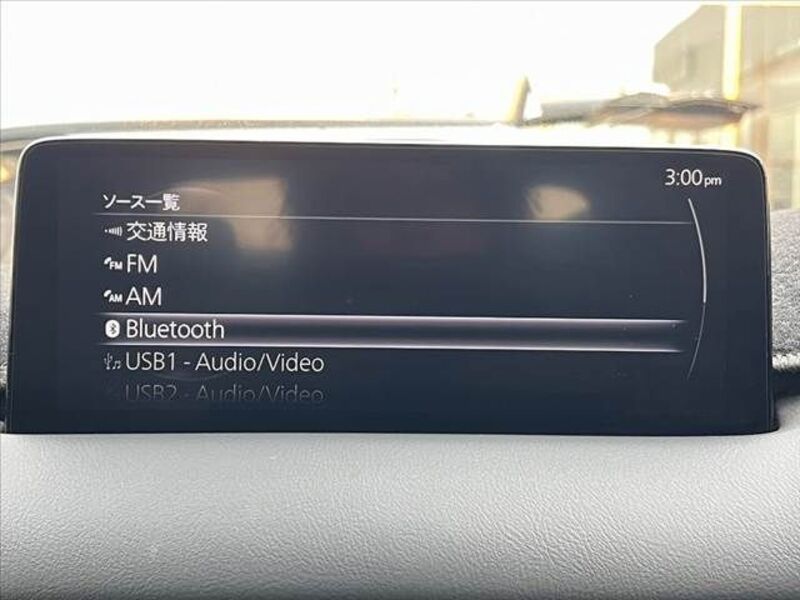 3:00pm
ソース一覧
交通情報
FM
AM
Bluetooth
USB1 - Audio/Video
USB2 - Audio/Video